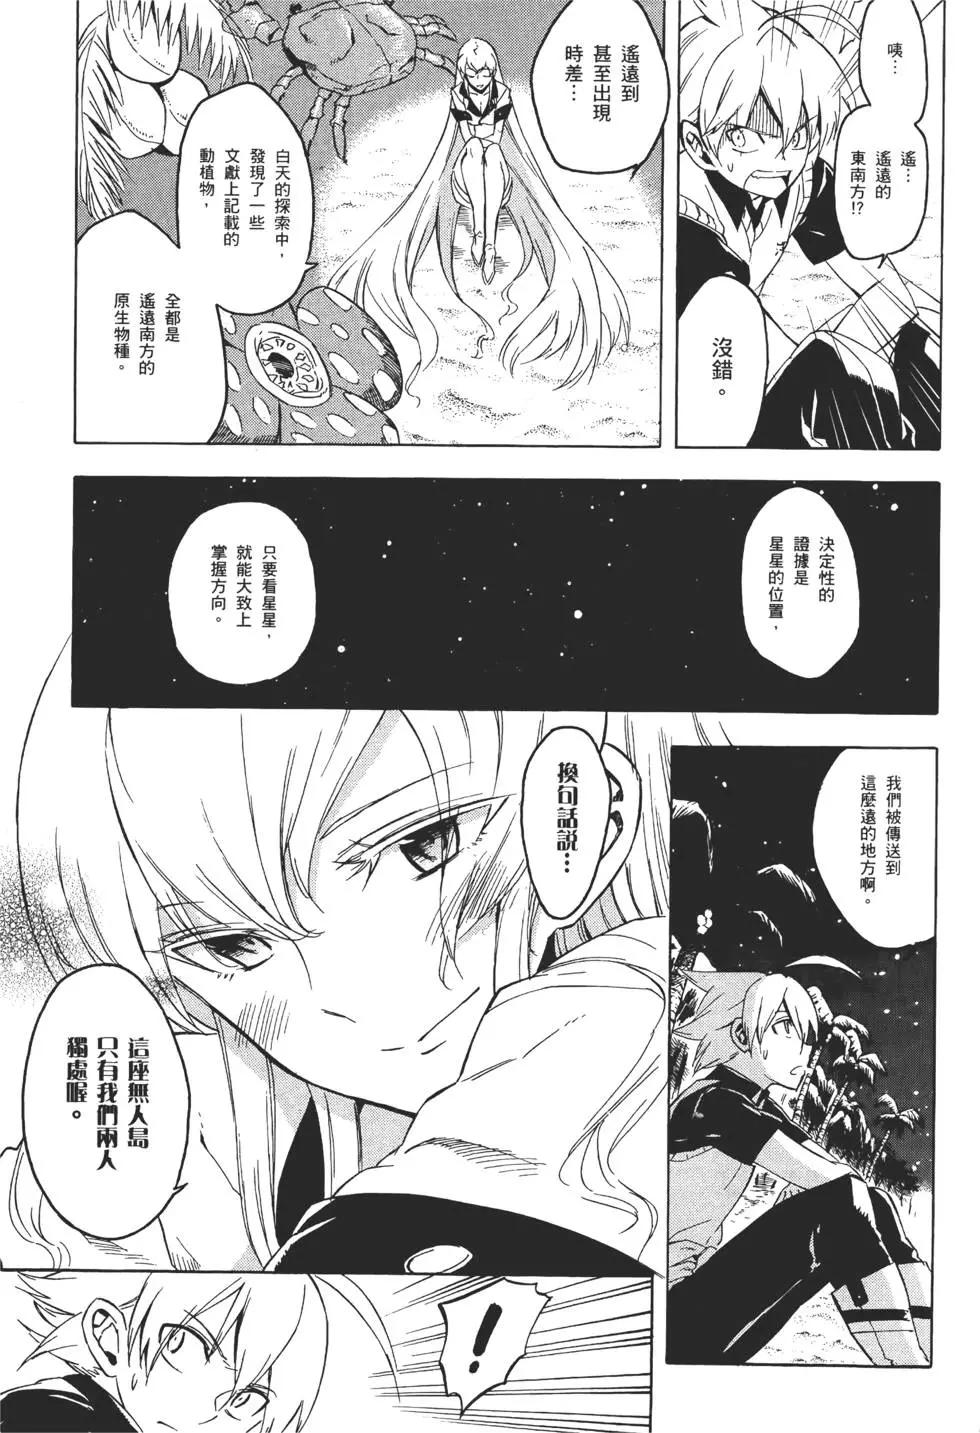 咦…
遙…
遙遠的
東南方!?
沒錯。
遙遠到
甚至出現
時差…
白天的探索中，
發現了一些
文獻上記載的
動植物，
全都是
遙遠南方的
原生物種。
決定性的
證據是
星星的位置，
只要看星星，
就能大致上
掌握方向。
我們被傳送到
這麼遠的地方啊。
換句話說…
這座無人島
只有我們兩人
獨處喔。
！